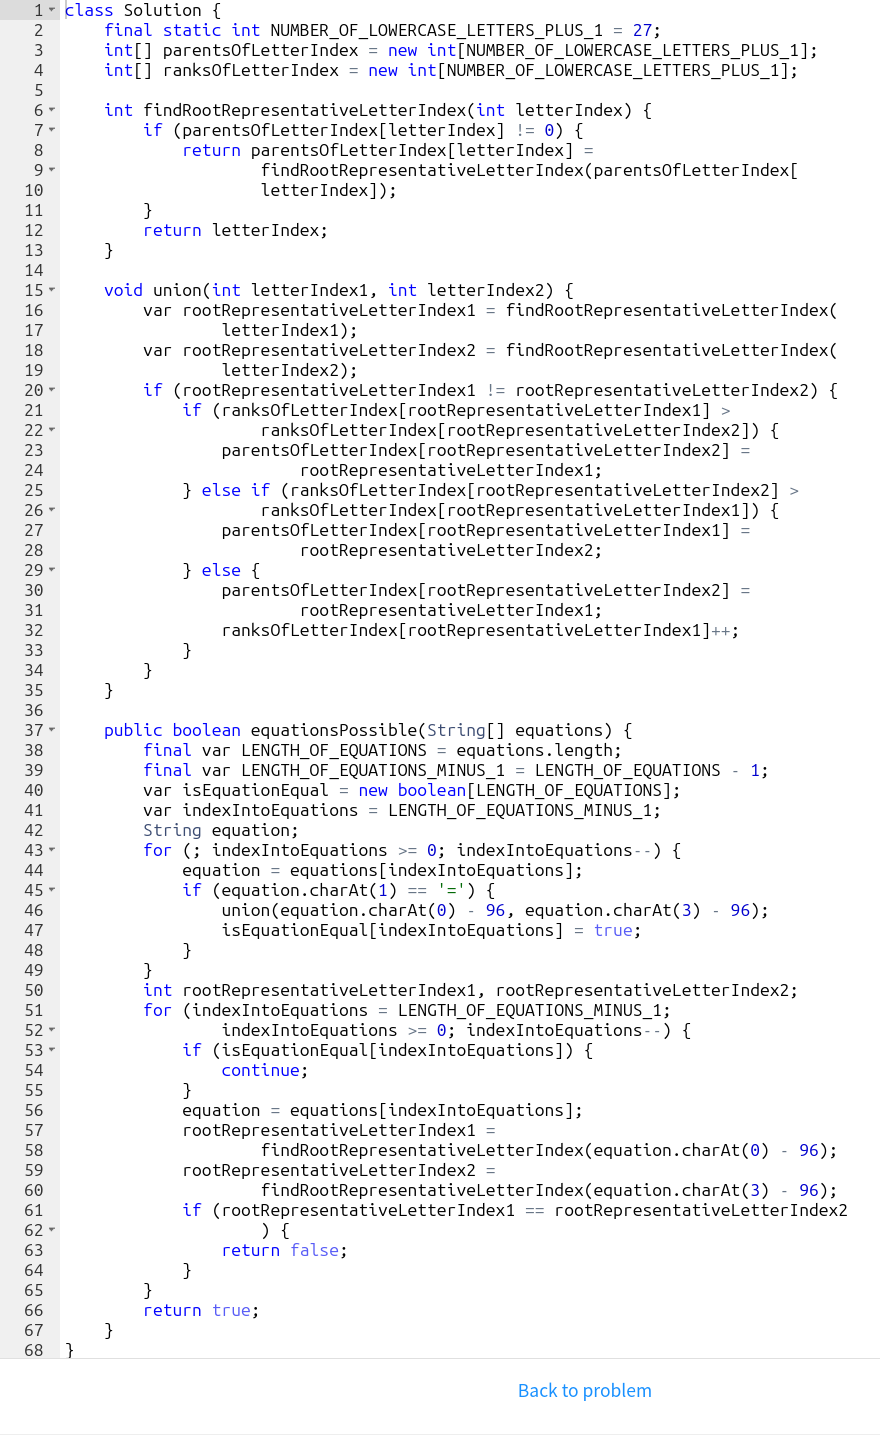 1 class Solution {
2     final static int NUMBER_OF_LOWERCASE_LETTERS_PLUS_1 = 27;
3     int[] parentsOfLetterIndex = new int[NUMBER_OF_LOWERCASE_LETTERS_PLUS_1];
4     int[] ranksOfLetterIndex = new int[NUMBER_OF_LOWERCASE_LETTERS_PLUS_1];
5
6     int findRootRepresentativeLetterIndex(int letterIndex) {
7         if (parentsOfLetterIndex[letterIndex] != 0) {
8             return parentsOfLetterIndex[letterIndex] =
9                     findRootRepresentativeLetterIndex(parentsOfLetterIndex[
10                     letterIndex]);
11         }
12         return letterIndex;
13     }
14
15     void union(int letterIndex1, int letterIndex2) {
16         var rootRepresentativeLetterIndex1 = findRootRepresentativeLetterIndex(
17                 letterIndex1);
18         var rootRepresentativeLetterIndex2 = findRootRepresentativeLetterIndex(
19                 letterIndex2);
20         if (rootRepresentativeLetterIndex1 != rootRepresentativeLetterIndex2) {
21             if (ranksOfLetterIndex[rootRepresentativeLetterIndex1] >
22                     ranksOfLetterIndex[rootRepresentativeLetterIndex2]) {
23                 parentsOfLetterIndex[rootRepresentativeLetterIndex2] =
24                         rootRepresentativeLetterIndex1;
25             } else if (ranksOfLetterIndex[rootRepresentativeLetterIndex2] >
26                     ranksOfLetterIndex[rootRepresentativeLetterIndex1]) {
27                 parentsOfLetterIndex[rootRepresentativeLetterIndex1] =
28                         rootRepresentativeLetterIndex2;
29             } else {
30                 parentsOfLetterIndex[rootRepresentativeLetterIndex2] =
31                         rootRepresentativeLetterIndex1;
32                 ranksOfLetterIndex[rootRepresentativeLetterIndex1]++;
33             }
34         }
35     }
36
37     public boolean equationsPossible(String[] equations) {
38         final var LENGTH_OF_EQUATIONS = equations.length;
39         final var LENGTH_OF_EQUATIONS_MINUS_1 = LENGTH_OF_EQUATIONS - 1;
40         var isEquationEqual = new boolean[LENGTH_OF_EQUATIONS];
41         var indexIntoEquations = LENGTH_OF_EQUATIONS_MINUS_1;
42         String equation;
43         for (; indexIntoEquations >= 0; indexIntoEquations--) {
44             equation = equations[indexIntoEquations];
45             if (equation.charAt(1) == '=') {
46                 union(equation.charAt(0) - 96, equation.charAt(3) - 96);
47                 isEquationEqual[indexIntoEquations] = true;
48             }
49         }
50         int rootRepresentativeLetterIndex1, rootRepresentativeLetterIndex2;
51         for (indexIntoEquations = LENGTH_OF_EQUATIONS_MINUS_1;
52                 indexIntoEquations >= 0; indexIntoEquations--) {
53             if (isEquationEqual[indexIntoEquations]) {
54                 continue;
55             }
56             equation = equations[indexIntoEquations];
57             rootRepresentativeLetterIndex1 =
58                     findRootRepresentativeLetterIndex(equation.charAt(0) - 96);
59             rootRepresentativeLetterIndex2 =
60                     findRootRepresentativeLetterIndex(equation.charAt(3) - 96);
61             if (rootRepresentativeLetterIndex1 == rootRepresentativeLetterIndex2
62                     ) {
63                 return false;
64             }
65         }
66         return true;
67     }
68 }
Back to problem